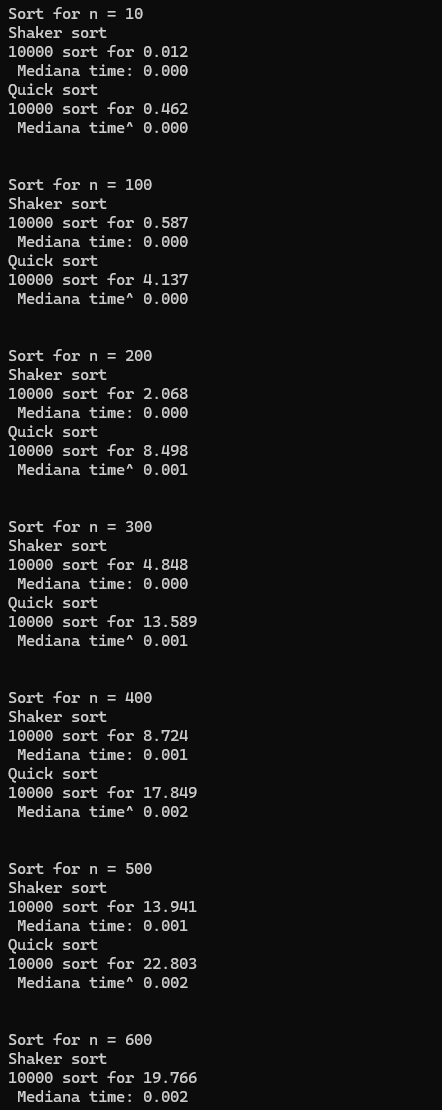 Sort for n = 10
Shaker sort
10000 sort for 0.012
Mediana time: 0.000
Quick sort
10000 sort for 0.462
Mediana time^ 0.000
Sort for n = 100
Shaker sort
10000 sort for 0.587
Mediana time: 0.000
Quick sort
10000 sort for 4.137
Mediana time^ 0.000
Sort for n = 200
Shaker sort
10000 sort for 2.068
Mediana time: 0.000
Quick sort
10000 sort for 8.498
Mediana time^ 0.001
Sort for n = 300
Shaker sort
10000 sort for 4.848
Mediana time: 0.000
Quick sort
10000 sort for 13.589
Mediana time^ 0.001
Sort for n = 400
Shaker sort
10000 sort for 8.724
Mediana time: 0.001
Quick sort
10000 sort for 17.849
Mediana time^ 0.002
Sort for n = 500
Shaker sort
10000 sort for 13.941
Mediana time: 0.001
Quick sort
10000 sort for 22.803
Mediana time^ 0.002
Sort for n = 600
Shaker sort
10000 sort for 19.766
Mediana time: 0.002